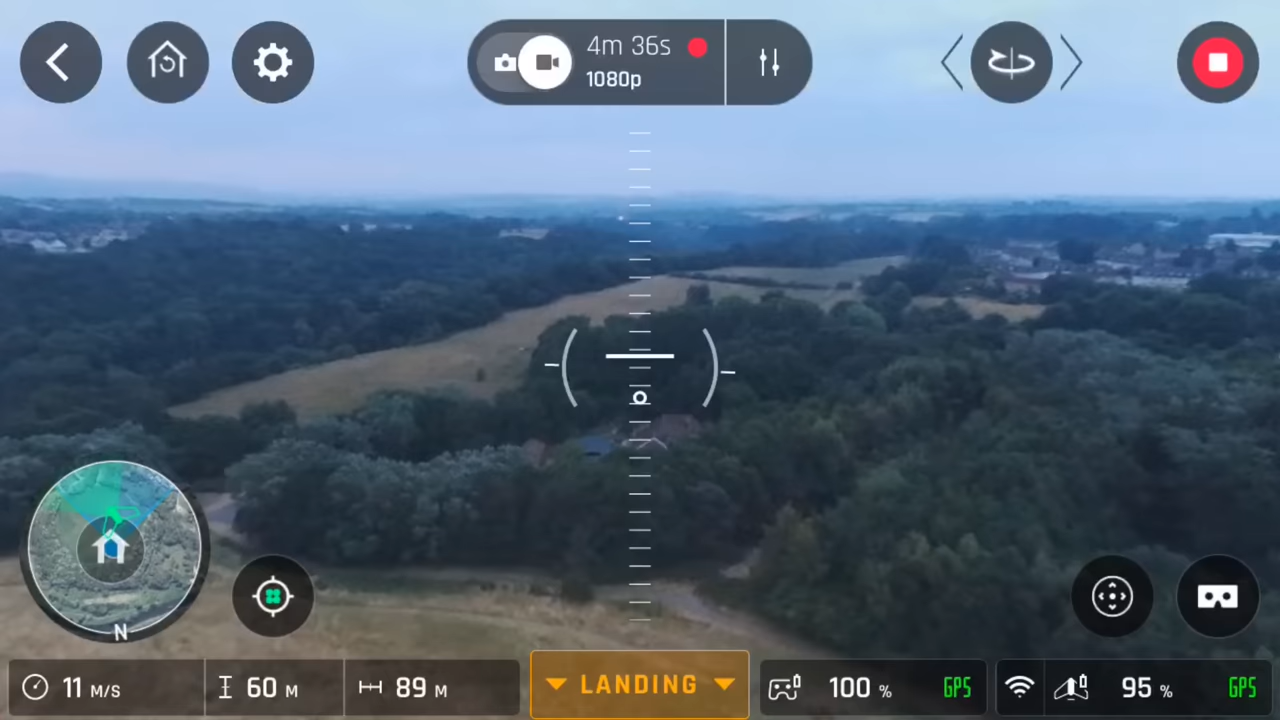 4m 36s
1080p
N
11 M/S
60 M
89 M
LANDING
100 %
GPS
95 %
GPS